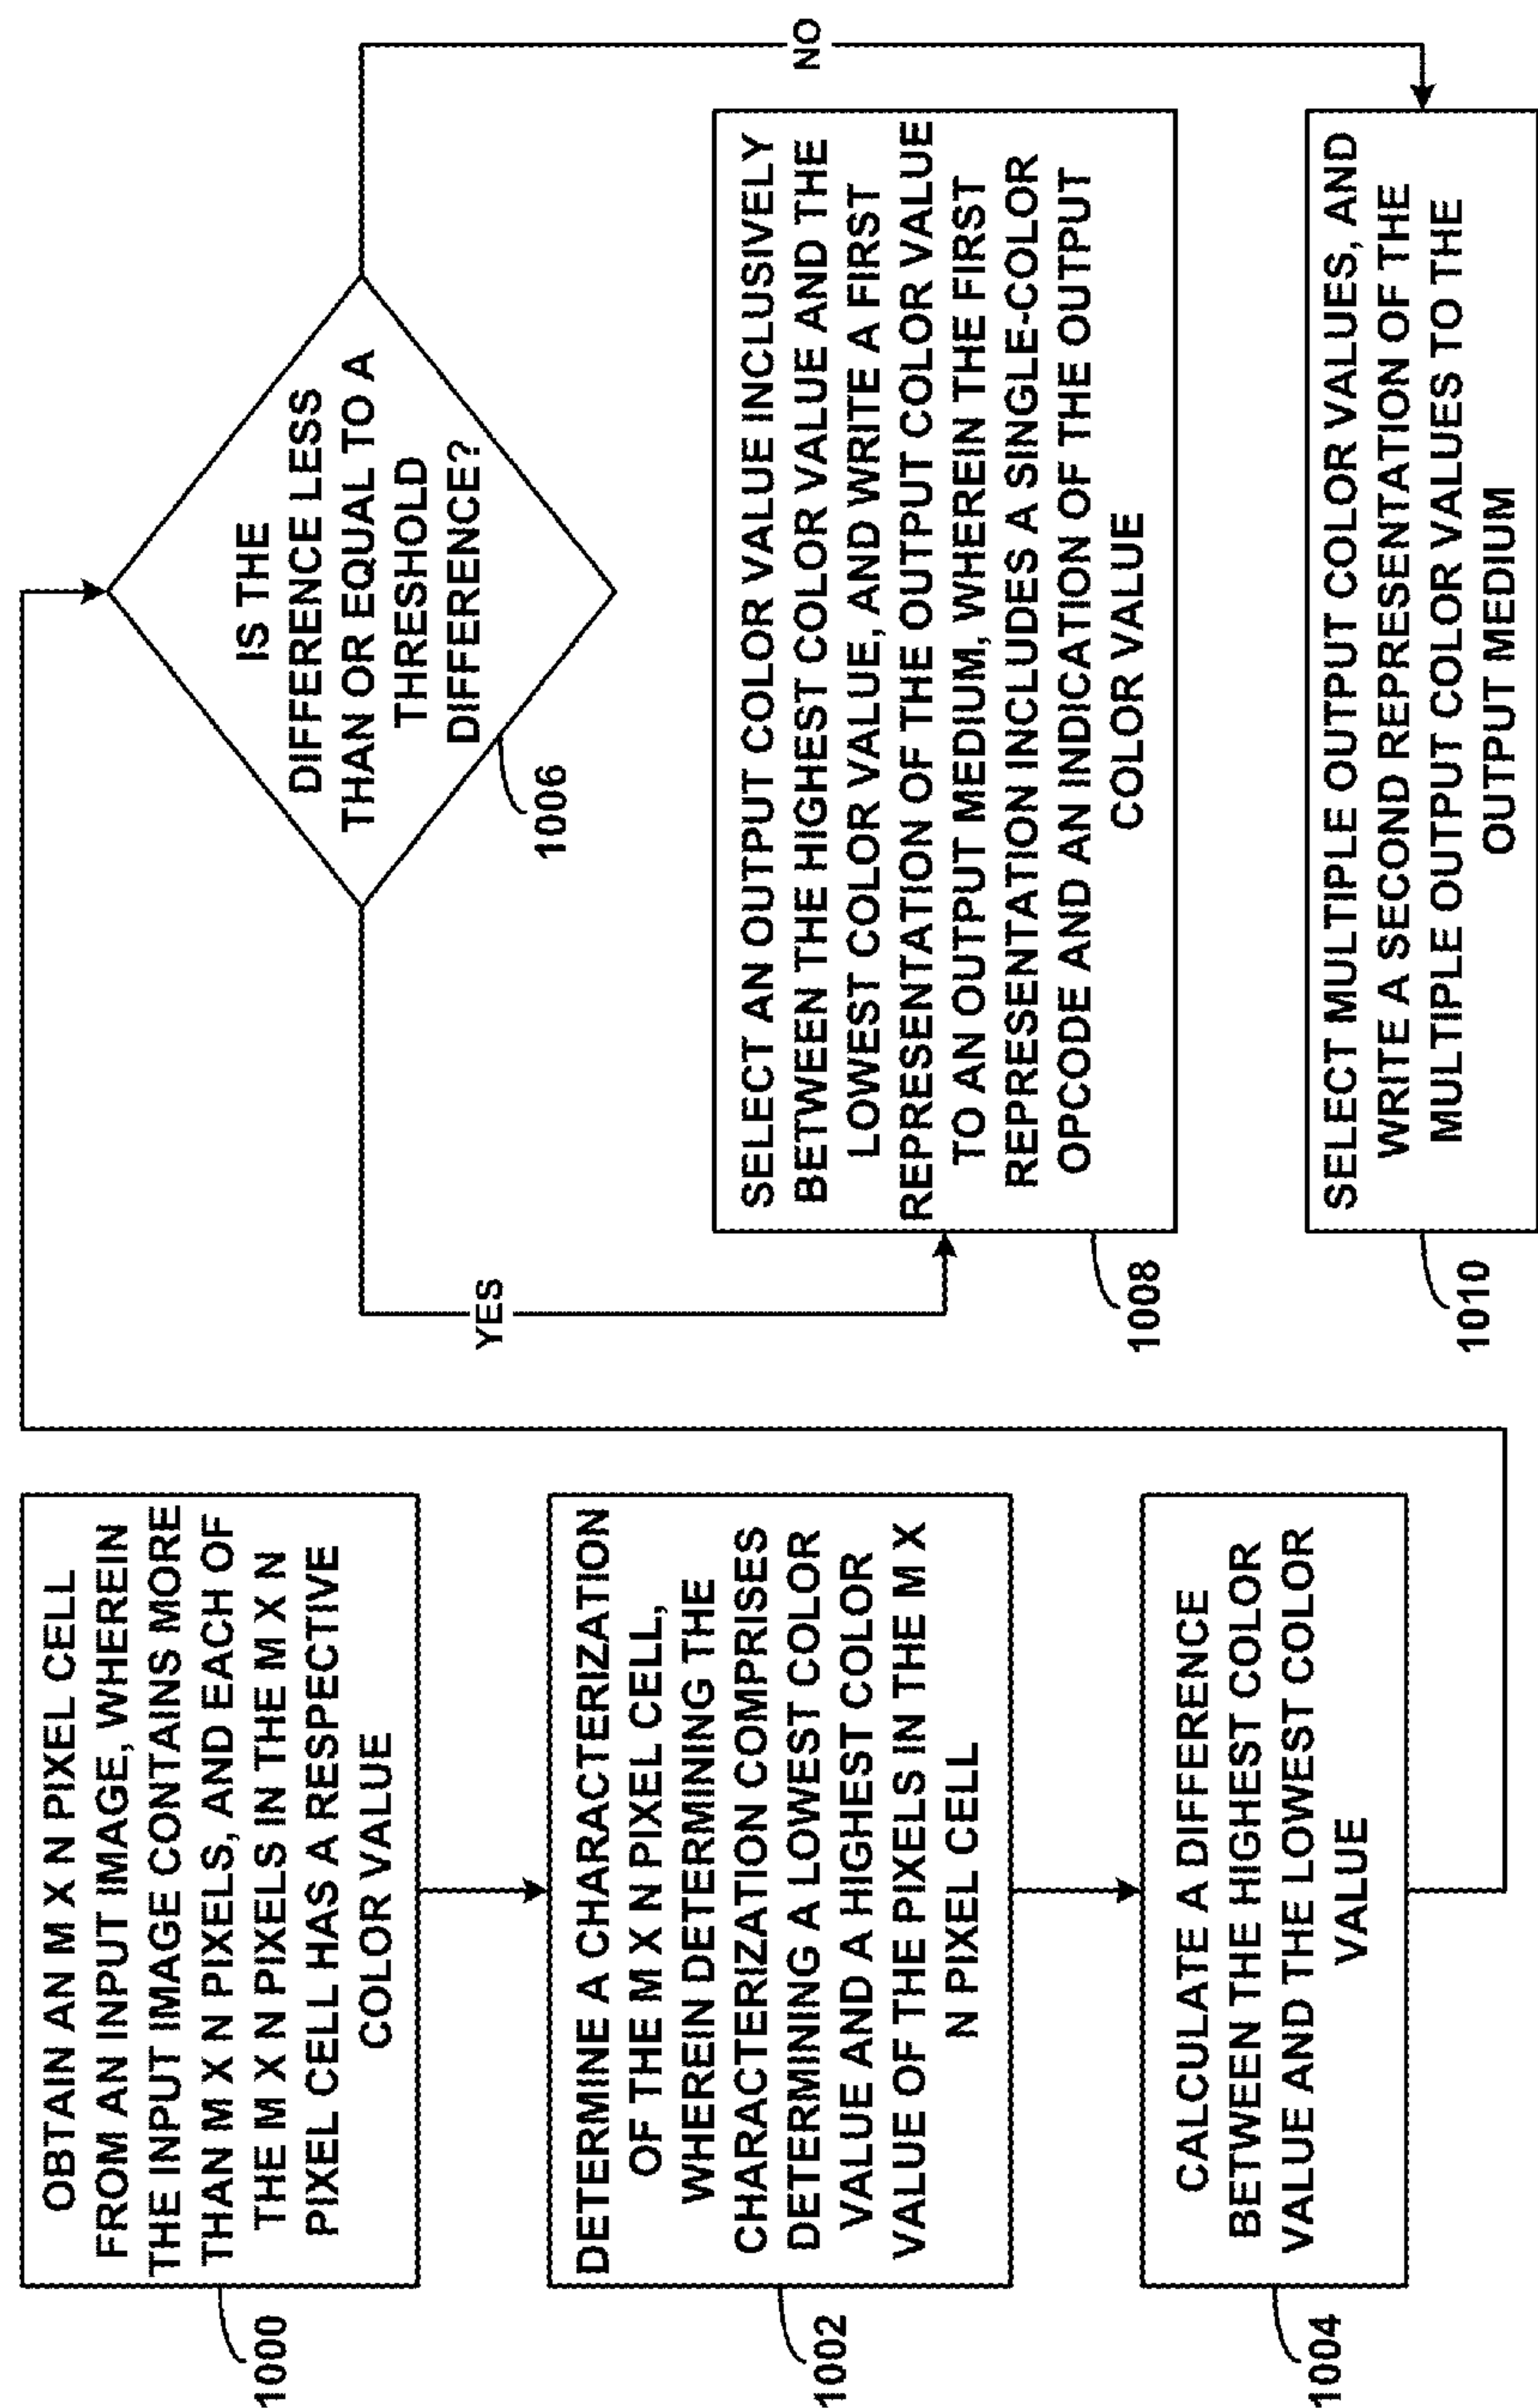 OBTAIN AN M X N PIXEL CELL
FROM AN INPUT IMAGE, WHEREIN
THE INPUT IMAGE CONTAINS MORE
THAN M X N PIXELS, AND EACH OF
THE M X N PIXELS IN THE M X N
PIXEL CELL HAS A RESPECTIVE
COLOR VALUE
1000
DETERMINE A CHARACTERIZATION
OF THE M X N PIXEL CELL,
WHEREIN DETERMINING THE
CHARACTERIZATION COMPRISES
DETERMINING A LOWEST COLOR
VALUE AND A HIGHEST COLOR
VALUE OF THE PIXELS IN THE M X
N PIXEL CELL
1002
CALCULATE A DIFFERENCE
BETWEEN THE HIGHEST COLOR
VALUE AND THE LOWEST COLOR
VALUE
1004
IS THE
DIFFERENCE LESS
THAN OR EQUAL TO A
THRESHOLD
DIFFERENCE?
1006
YES
NO
SELECT AN OUTPUT COLOR VALUE INCLUSIVELY
BETWEEN THE HIGHEST COLOR VALUE AND THE
LOWEST COLOR VALUE, AND WRITE A FIRST
REPRESENTATION OF THE OUTPUT COLOR VALUE
TO AN OUTPUT MEDIUM, WHEREIN THE FIRST
REPRESENTATION INCLUDES A SINGLE-COLOR
OPCODE AND AN INDICATION OF THE OUTPUT
COLOR VALUE
1008
SELECT MULTIPLE OUTPUT COLOR VALUES, AND
WRITE A SECOND REPRESENTATION OF THE
MULTIPLE OUTPUT COLOR VALUES TO THE
OUTPUT MEDIUM
1010